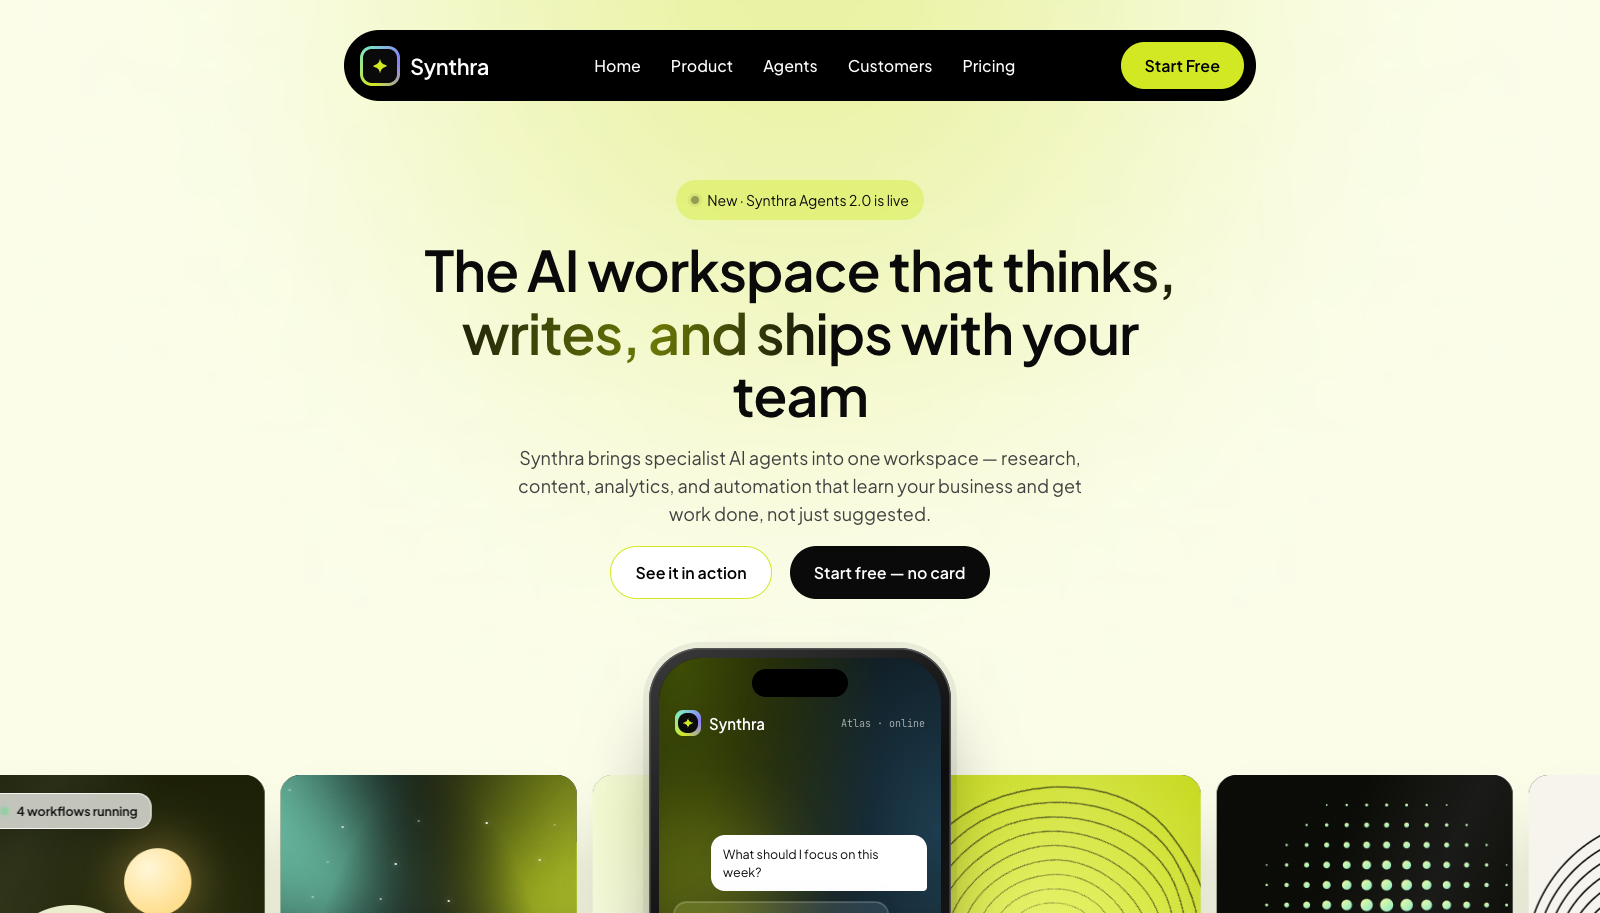 Synthra
Home
Product
Agents
Customers
Pricing
Start Free
New · Synthra Agents 2.0 is live
The AI workspace that thinks,
writes, and ships with your
team
Synthra brings specialist AI agents into one workspace — research,
content, analytics, and automation that learn your business and get
work done, not just suggested.
See it in action
Start free — no card
Synthra
Atlas · online
4 workflows running
What should I focus on this
week?